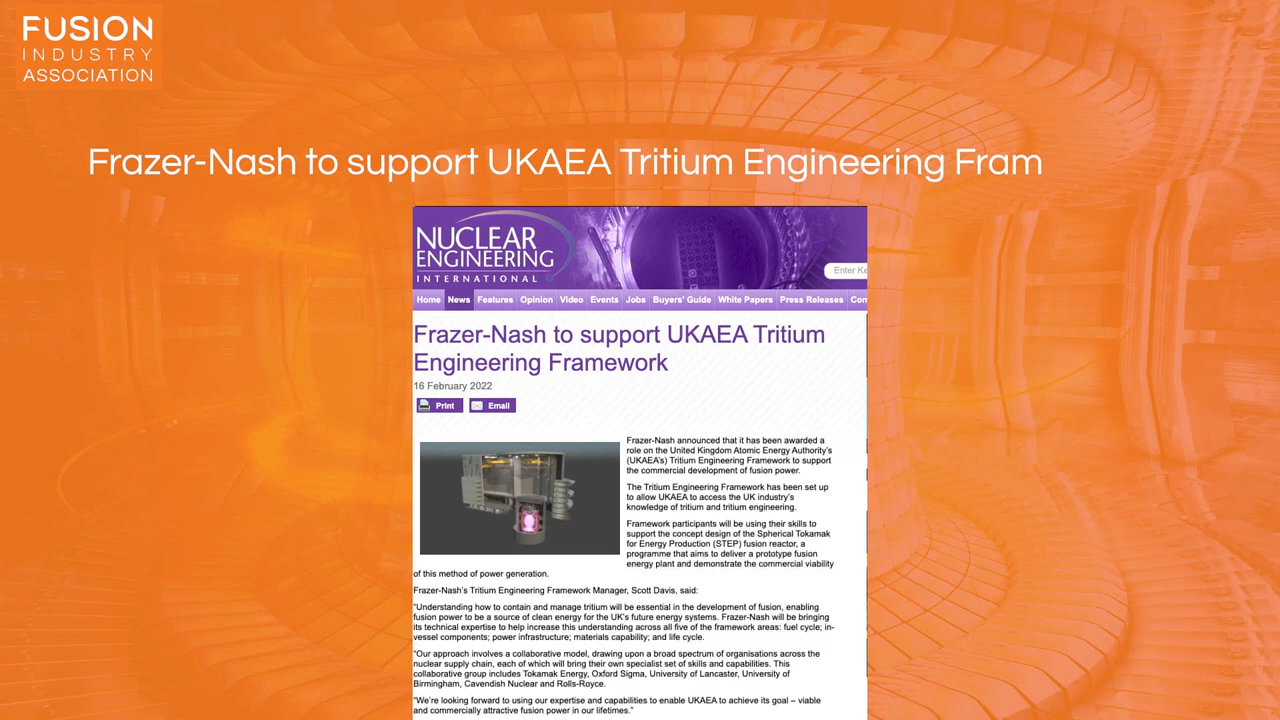 FUSION
INDUSTRY
ASSOCIATION
Frazer-Nash to support UKAEA Tritium Engineering Fram
NUCLEAR
ENGINEERING
INTERNATIONAL
Enter Ke
Home News Features Opinion Video Events Jobs Buyers' Guide White Papers Press Releases Con
Frazer-Nash to support UKAEA Tritium
Engineering Framework
16 February 2022
Print Email
Frazer-Nash announced that it has been awarded a
role on the United Kingdom Atomic Energy Authority's
(UKAEA's) Tritium Engineering Framework to support
the commercial development of fusion power.
The Tritium Engineering Framework has been set up
to allow UKAEA to access the UK industry's
knowledge of tritium and tritium engineering.
Framework participants will be using their skills to
support the concept design of the Spherical Tokamak
for Energy Production (STEP) fusion reactor, a
programme that aims to deliver a prototype fusion
energy plant and demonstrate the commercial viability
of this method of power generation.
Frazer-Nash's Tritium Engineering Framework Manager, Scott Davis, said:
"Understanding how to contain and manage tritium will be essential in the development of fusion, enabling
fusion power to be a source of clean energy for the UK's future energy systems. Frazer-Nash will be bringing
its technical expertise to help increase this understanding across all five of the framework areas: fuel cycle; in-
vessel components; power infrastructure; materials capability; and life cycle.
"Our approach involves a collaborative model, drawing upon a broad spectrum of organisations across the
nuclear supply chain, each of which will bring their own specialist set of skills and capabilities. This
collaborative group includes Tokamak Energy, Oxford Sigma, University of Lancaster, University of
Birmingham, Cavendish Nuclear and Rolls-Royce.
"We're looking forward to using our expertise and capabilities to enable UKAEA to achieve its goal – viable
and commercially attractive fusion power in our lifetimes."